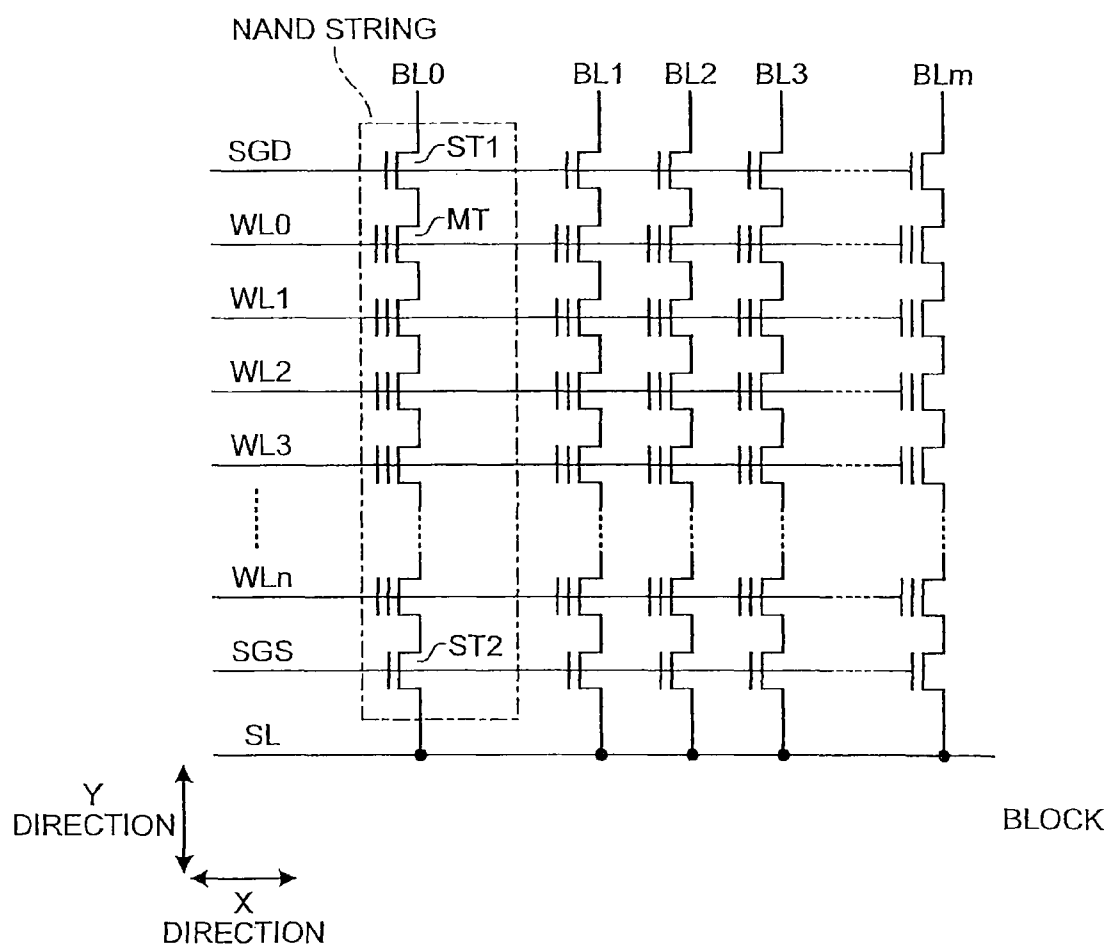 NAND STRING
BL0 BL1 BL2 BL3 BLm
SGD ST1
WL0 MT
WL1
WL2
WL3
WLn
SGS ST2
SL
Y
DIRECTION
BLOCK
X
DIRECTION